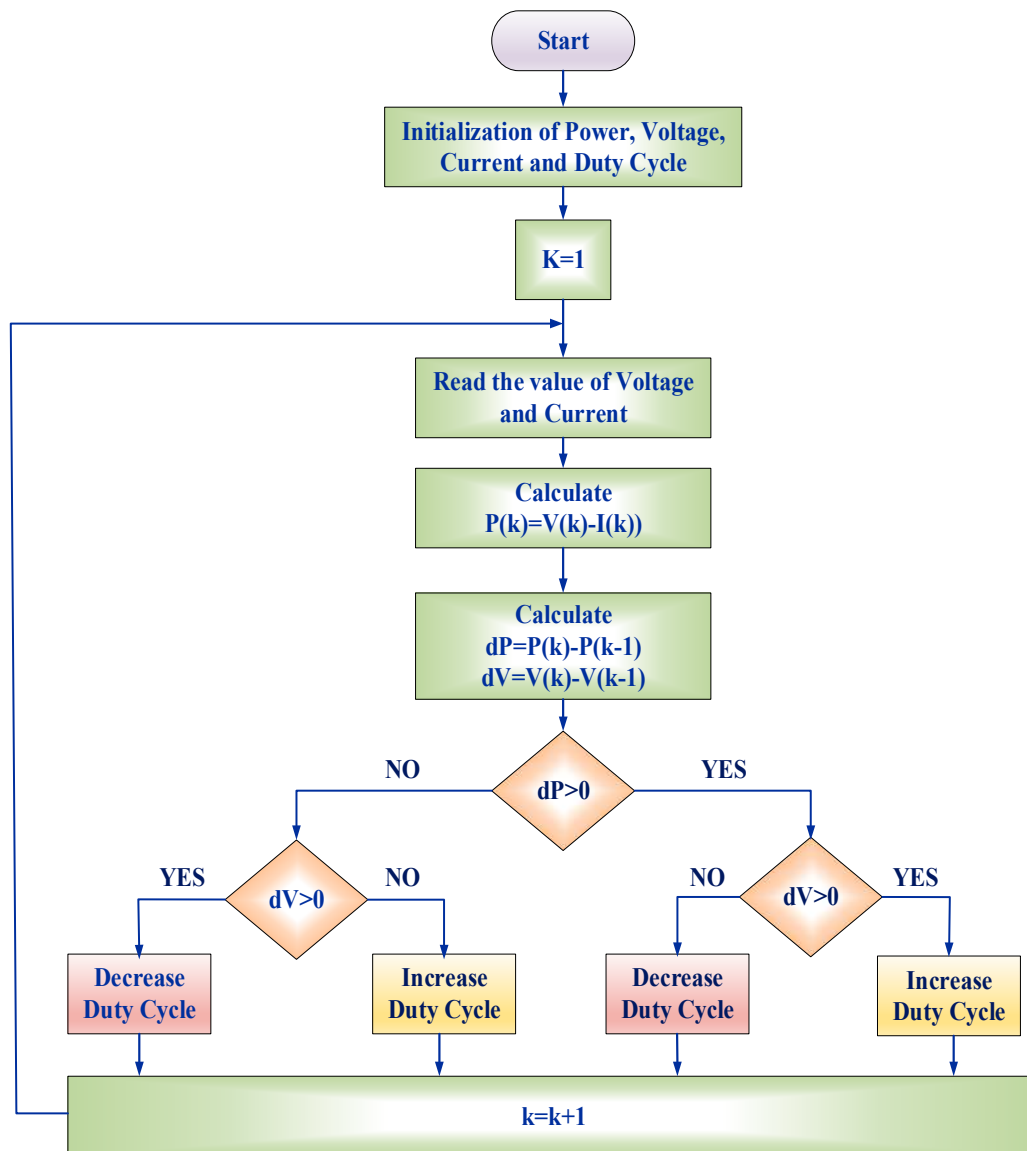 Start
Initialization of Power, Voltage,
Current and Duty Cycle
K=1
Read the value of Voltage
and Current
Calculate
P(k)=V(k)-I(k))
Calculate
dP=P(k)-P(k-1)
dV=V(k)-V(k-1)
NO
YES
dP>0
YES
NO
dV>0
NO
YES
dV>0
Decrease
Duty Cycle
Increase
Duty Cycle
Decrease
Duty Cycle
Increase
Duty Cycle
k=k+1